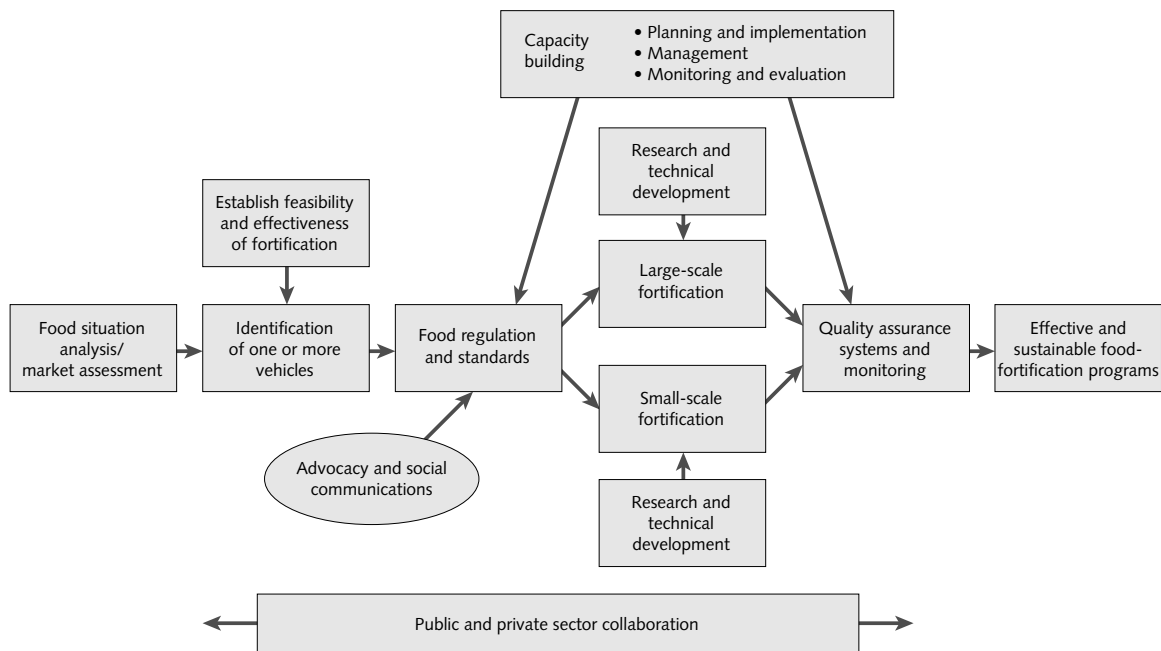 Capacity
building
• Planning and implementation
• Management
• Monitoring and evaluation
Research and
technical
development
Establish feasibility
and effectiveness
of fortification
Large-scale
fortification
Food situation
analysis/
market assessment
Identification
of one or more
vehicles
Food regulation
and standards
Quality assurance
systems and
monitoring
Effective and
sustainable food-
fortification programs
Small-scale
fortification
Advocacy and social
communications
Research and
technical
development
Public and private sector collaboration